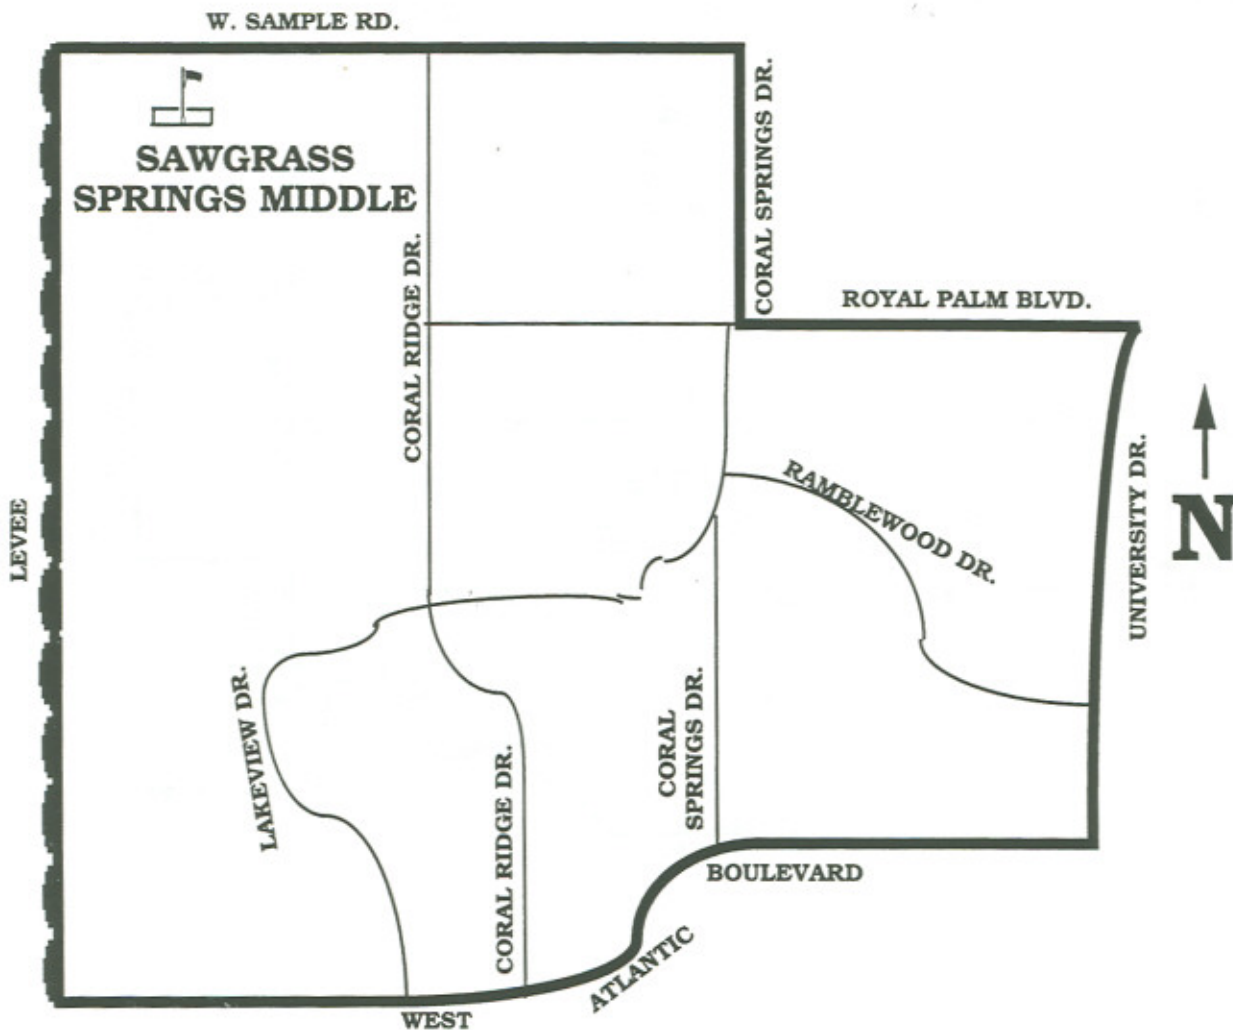 W. SAMPLE RD.
SAWGRASS
SPRINGS MIDDLE
CORAL SPRINGS DR.
CORAL RIDGE DR.
ROYAL PALM BLVD.
LEVEE
RAMBLEWOOD DR.
UNIVERSITY DR.
N
LAKEVIEW DR.
CORAL RIDGE DR.
CORAL
SPRINGS DR.
BOULEVARD
ATLANTIC
WEST